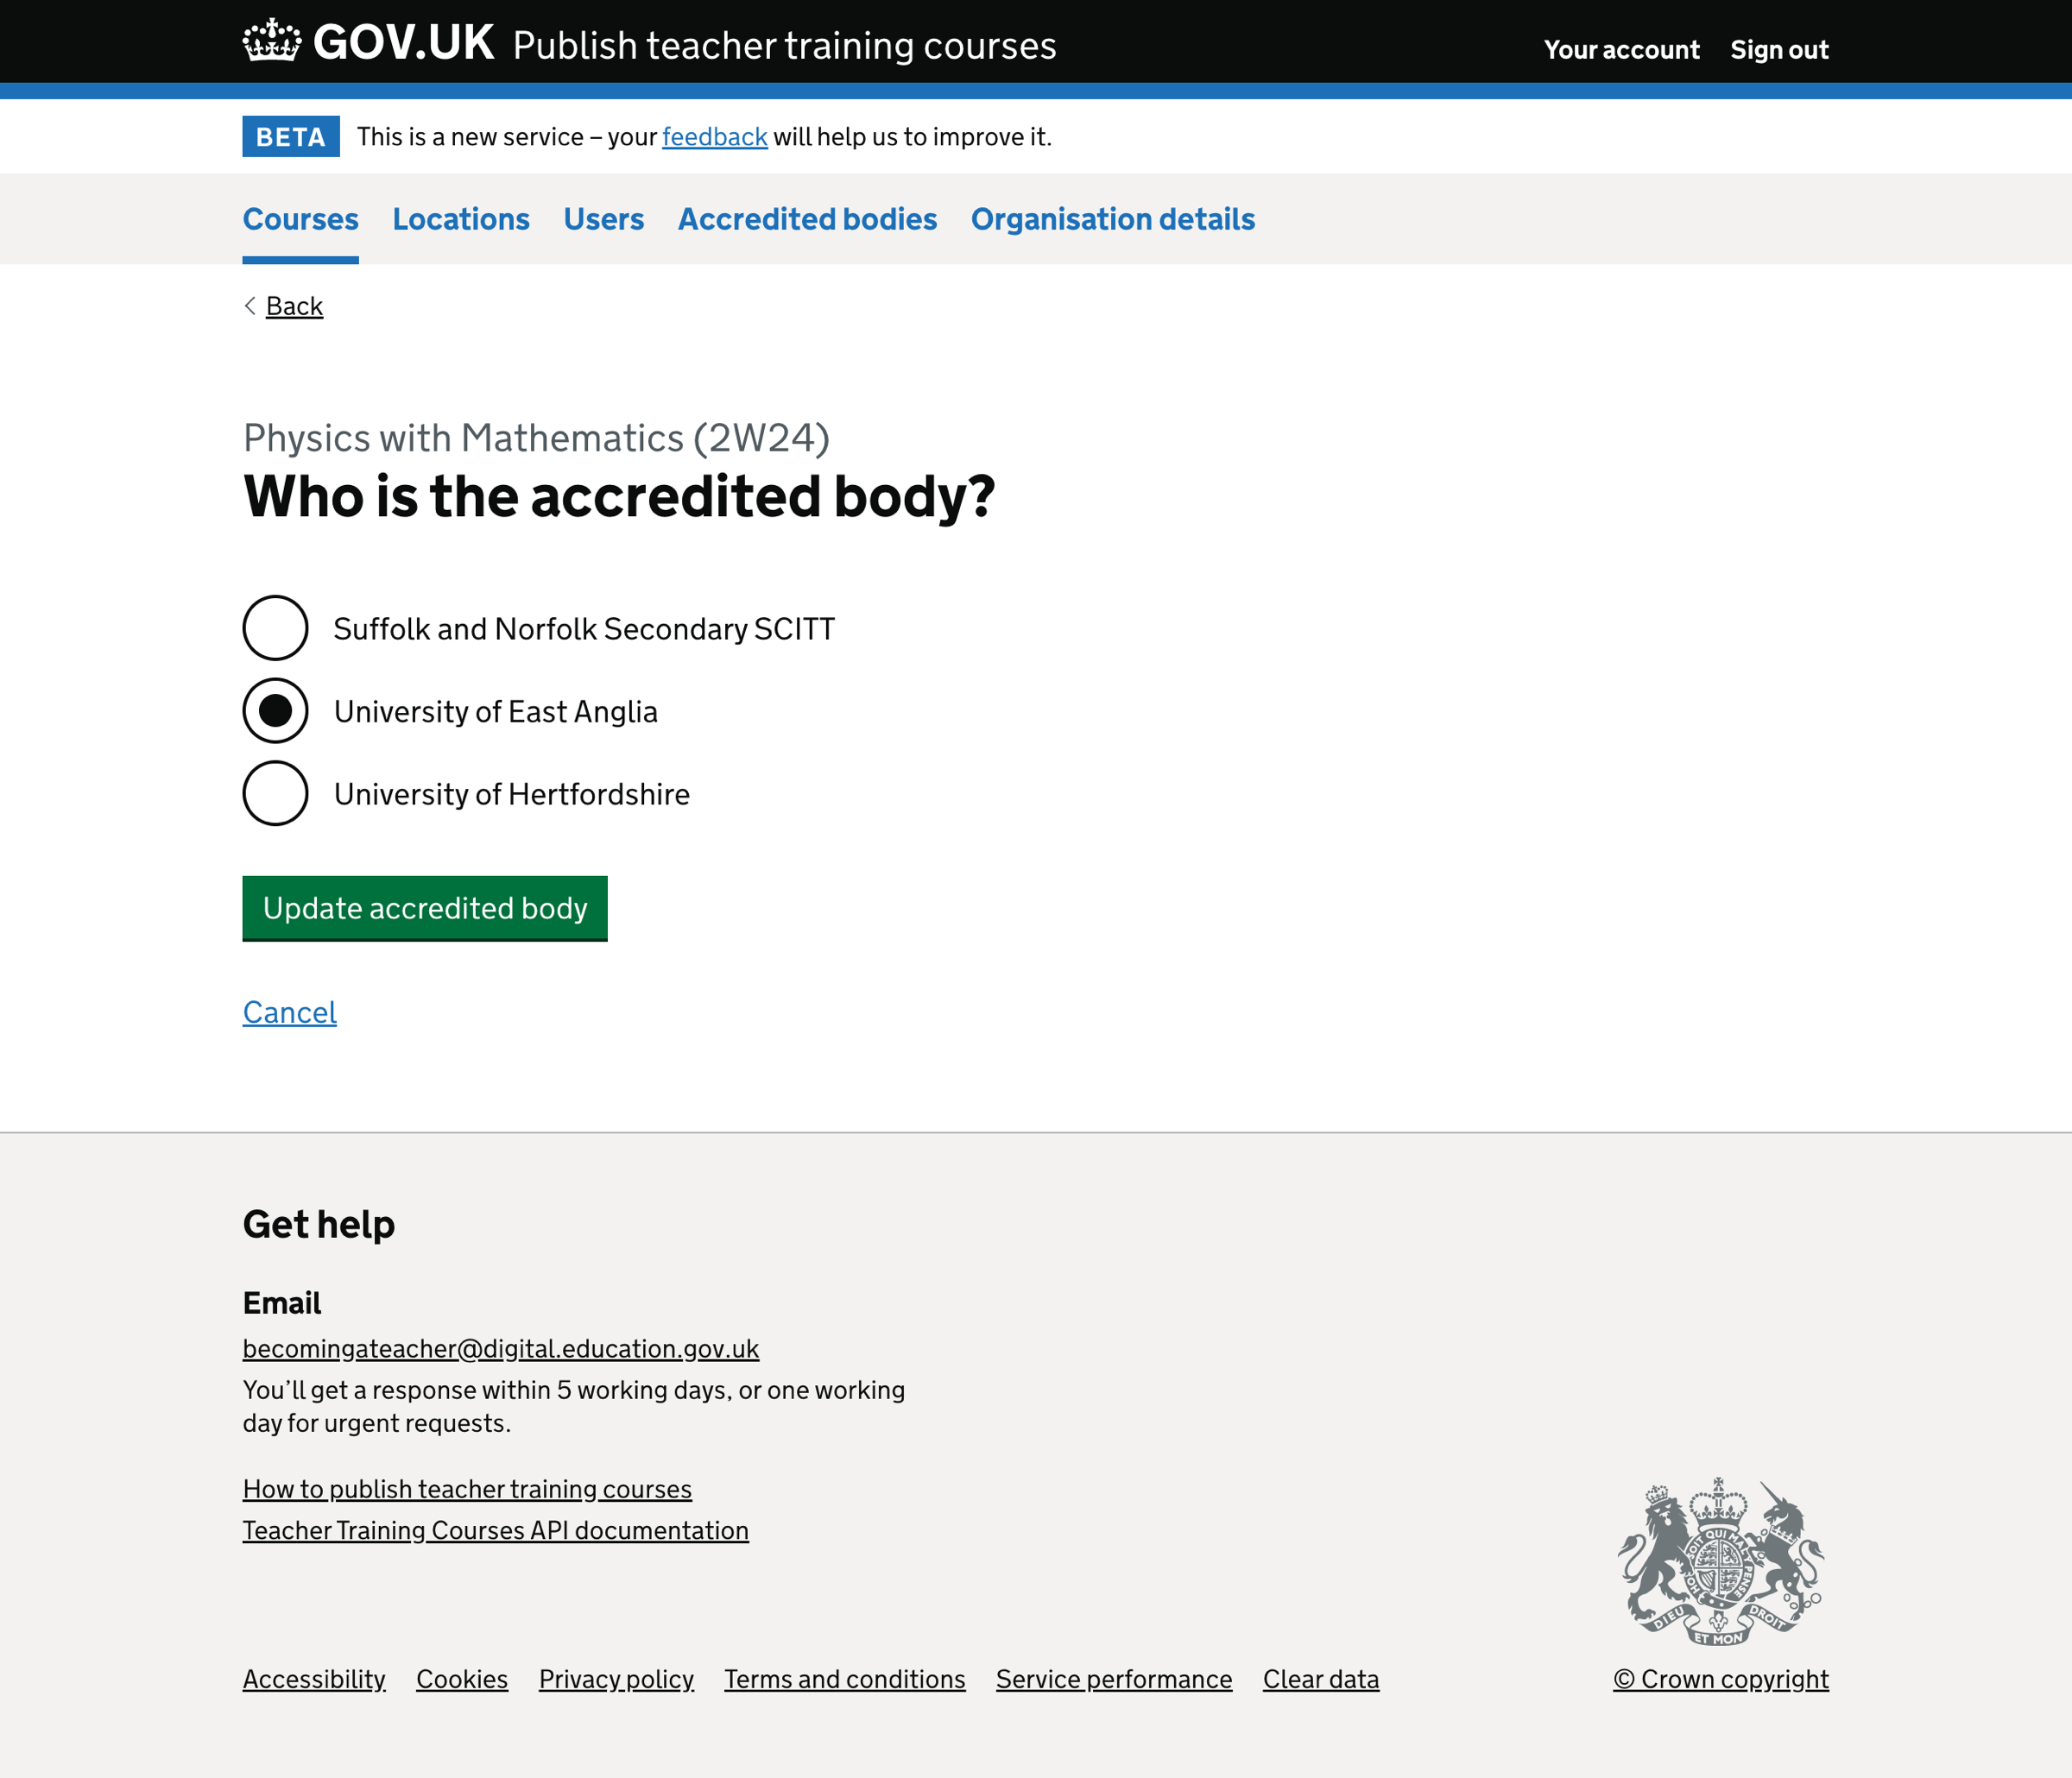 GOV.UK Publish teacher training courses
Your account Sign out
BETA This is a new service – your feedback will help us to improve it.
Courses Locations Users Accredited bodies Organisation details
Back
Physics with Mathematics (2W24)
Who is the accredited body?
Suffolk and Norfolk Secondary SCITT
University of East Anglia
University of Hertfordshire
Update accredited body
Cancel
Get help
Email
becomingateacher@digital.education.gov.uk
You’ll get a response within 5 working days, or one working
day for urgent requests.
How to publish teacher training courses
Teacher Training Courses API documentation
HONI SOIT QUI MAL Y PENSE
DIEU ET MON DROIT
Accessibility Cookies Privacy policy Terms and conditions Service performance Clear data
© Crown copyright